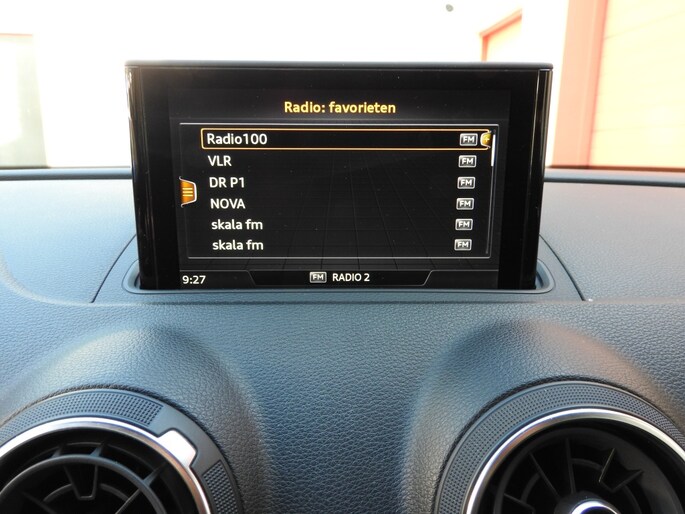 Radio: favorieten
Radio100 FM
VLR FM
DR P1 FM
NOVA FM
skala fm FM
skala fm FM
9:27 FM RADIO 2